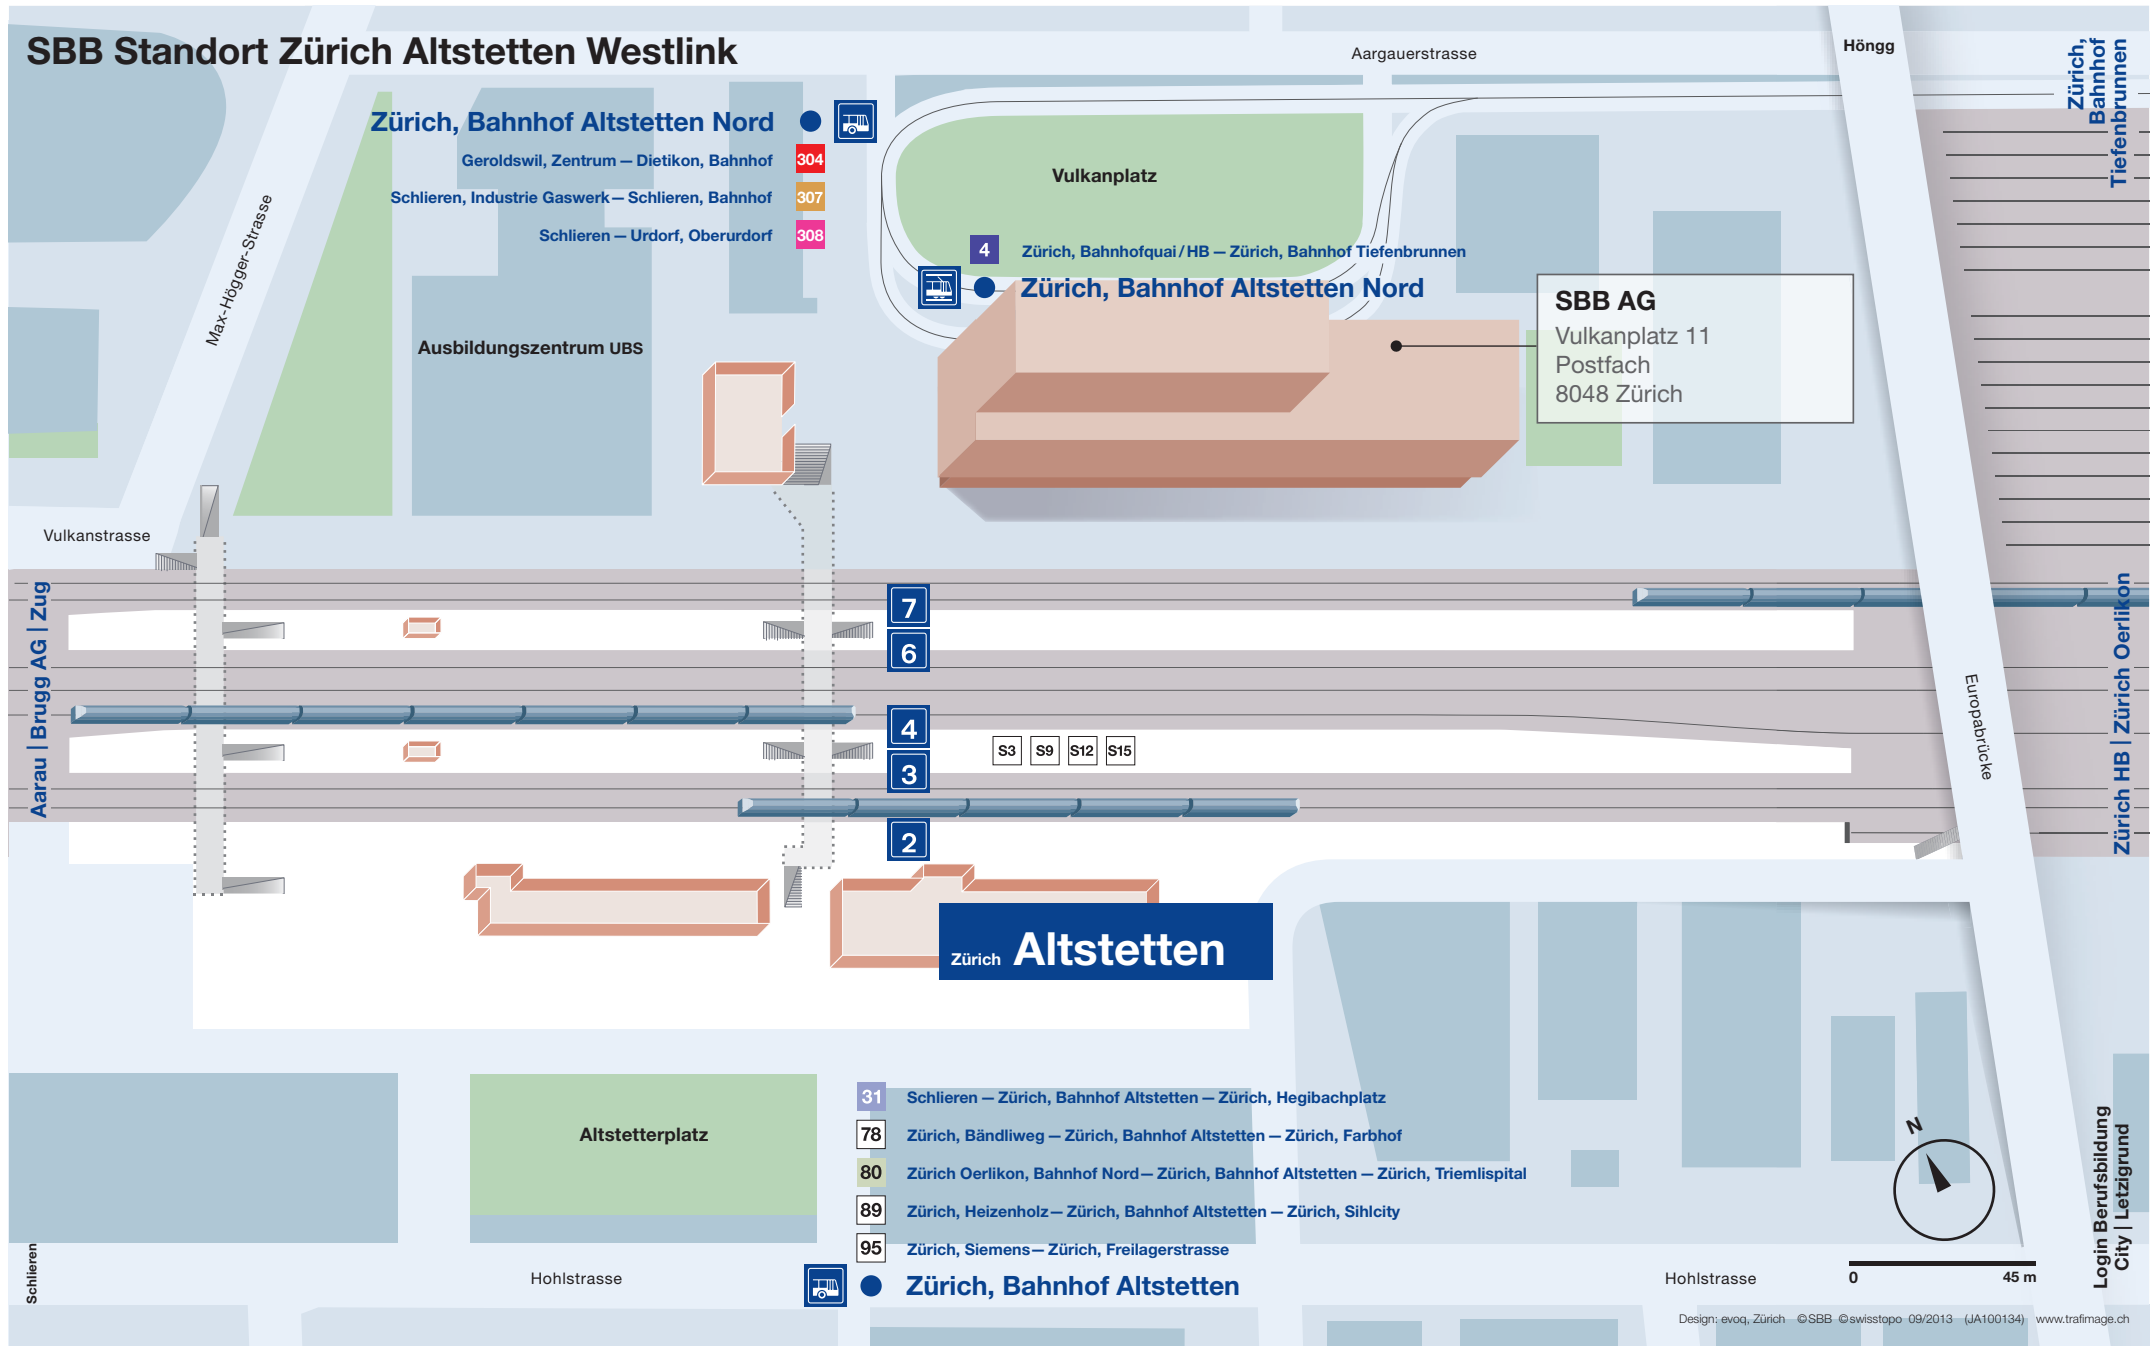 SBB Standort Zürich Altstetten Westlink
Aargauerstrasse
Höngg
Zürich,
Bahnhof
Tiefenbrunnen
Zürich, Bahnhof Altstetten Nord
Geroldswil, Zentrum – Dietikon, Bahnhof 304
Schlieren, Industrie Gaswerk – Schlieren, Bahnhof 307
Schlieren – Urdorf, Oberurdorf 308
Vulkanplatz
4 Zürich, Bahnhofquai/HB – Zürich, Bahnhof Tiefenbrunnen
Zürich, Bahnhof Altstetten Nord
SBB AG
Vulkanplatz 11
Postfach
8048 Zürich
Max-Högger-Strasse
Ausbildungszentrum UBS
Vulkanstrasse
Aarau | Brugg AG | Zug
7
6
4
3
2
S3 S9 S12 S15
Europabrücke
Zürich HB | Zürich Oerlikon
Zürich Altstetten
Altstetterplatz
31 Schlieren – Zürich, Bahnhof Altstetten – Zürich, Hegibachplatz
78 Zürich, Bändliweg – Zürich, Bahnhof Altstetten – Zürich, Farbhof
80 Zürich Oerlikon, Bahnhof Nord – Zürich, Bahnhof Altstetten – Zürich, Triemlispital
89 Zürich, Heizenholz – Zürich, Bahnhof Altstetten – Zürich, Sihlcity
95 Zürich, Siemens – Zürich, Freilagerstrasse
Zürich, Bahnhof Altstetten
Schlieren
Hohlstrasse
Hohlstrasse
N
0 45 m
Login Berufsbildung
City | Letzigrund
Design: evoq, Zürich ©SBB ©swisstopo 09/2013 (JA100134) www.trafimage.ch